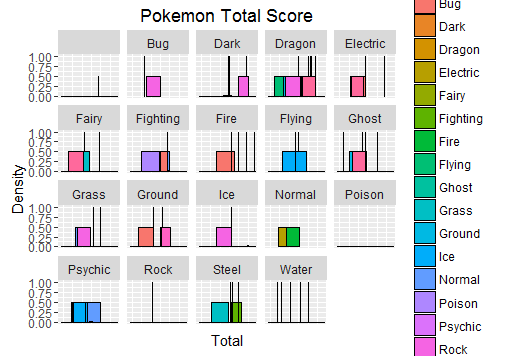 Pokemon Total Score
Bug Dark Dragon Electric
1.00
0.75
0.50
0.25
0.00
Fairy Fighting Fire Flying Ghost
1.00
0.75
0.50
0.25
0.00
Grass Ground Ice Normal Poison
1.00
0.75
0.50
0.25
0.00
Psychic Rock Steel Water
1.00
0.75
0.50
0.25
0.00
Density
Total
Bug
Dark
Dragon
Electric
Fairy
Fighting
Fire
Flying
Ghost
Grass
Ground
Ice
Normal
Poison
Psychic
Rock